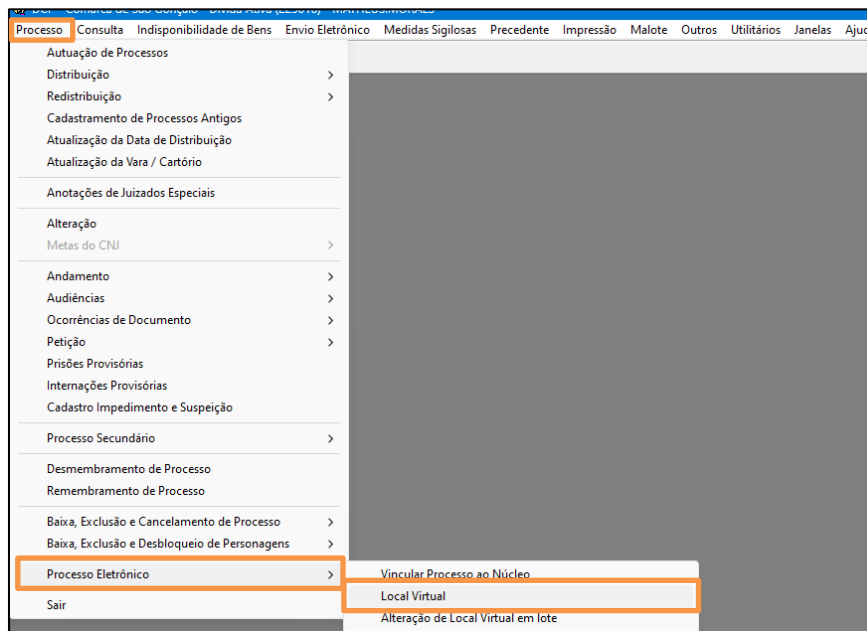 Processo Consulta Indisponibilidade de Bens Envio Eletrônico Medidas Sigilosas Precedente Impressão Malote Outros Utilitários Janelas
Autuação de Processos
Distribuição
Redistribuição
Cadastramento de Processos Antigos
Atualização da Data de Distribuição
Atualização da Vara / Cartório
Anotações de Juizados Especiais
Alteração
Metas do CNJ
Andamento
Audiências
Ocorrências de Documento
Petição
Prisões Provisórias
Internações Provisórias
Cadastro Impedimento e Suspeição
Processo Secundário
Desmembramento de Processo
Remembramento de Processo
Baixa, Exclusão e Cancelamento de Processo
Baixa, Exclusão e Desbloqueio de Personagens
Processo Eletrônico
Sair
Vincular Processo ao Núcleo
Local Virtual
Alteração de Local Virtual em lote